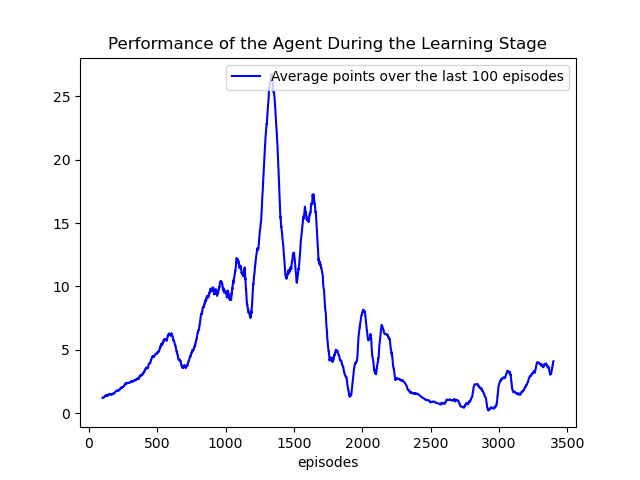 Performance of the Agent During the Learning Stage
Average points over the last 100 episodes
25
20
15
10
5
0
0 500 1000 1500 2000 2500 3000 3500
episodes